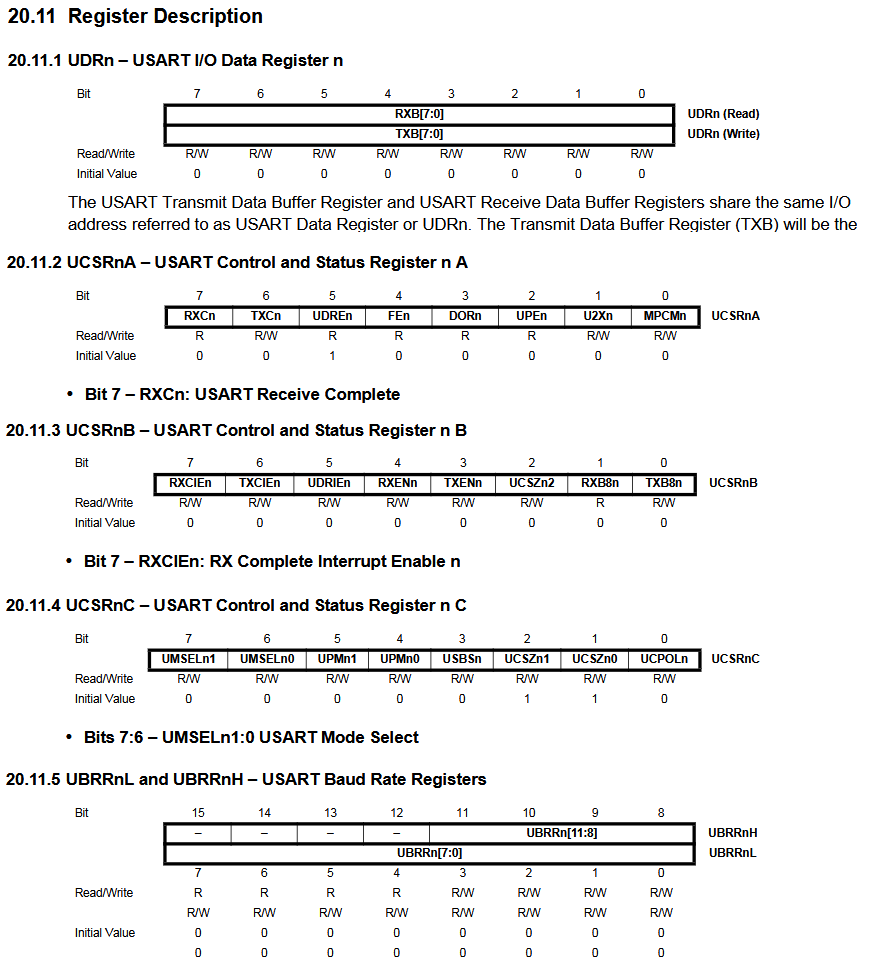 20.11 Register Description
20.11.1 UDRn – USART I/O Data Register n
Bit 7 6 5 4 3 2 1 0
RXB[7:0] UDRn (Read)
TXB[7:0] UDRn (Write)
Read/Write R/W R/W R/W R/W R/W R/W R/W R/W
Initial Value 0 0 0 0 0 0 0 0
The USART Transmit Data Buffer Register and USART Receive Data Buffer Registers share the same I/O
address referred to as USART Data Register or UDRn. The Transmit Data Buffer Register (TXB) will be the
20.11.2 UCSRnA – USART Control and Status Register n A
Bit 7 6 5 4 3 2 1 0
RXCn TXCn UDREn FEn DORn UPEn U2Xn MPCMn UCSRnA
Read/Write R R/W R R R R R/W R/W
Initial Value 0 0 1 0 0 0 0 0
• Bit 7 – RXCn: USART Receive Complete
20.11.3 UCSRnB – USART Control and Status Register n B
Bit 7 6 5 4 3 2 1 0
RXCIEn TXCIEn UDRIEn RXENn TXENn UCSZn2 RXB8n TXB8n UCSRnB
Read/Write R/W R/W R/W R/W R/W R/W R R/W
Initial Value 0 0 0 0 0 0 0 0
• Bit 7 – RXCIEn: RX Complete Interrupt Enable n
20.11.4 UCSRnC – USART Control and Status Register n C
Bit 7 6 5 4 3 2 1 0
UMSELn1 UMSELn0 UPMn1 UPMn0 USBSn UCSZn1 UCSZn0 UCPOLn UCSRnC
Read/Write R/W R/W R/W R/W R/W R/W R/W R/W
Initial Value 0 0 0 0 0 1 1 0
• Bits 7:6 – UMSELn1:0 USART Mode Select
20.11.5 UBRRnL and UBRRnH – USART Baud Rate Registers
Bit 15 14 13 12 11 10 9 8
– – – – UBRRn[11:8] UBRRnH
UBRRn[7:0] UBRRnL
7 6 5 4 3 2 1 0
Read/Write R R R R R/W R/W R/W R/W
R/W R/W R/W R/W R/W R/W R/W R/W
Initial Value 0 0 0 0 0 0 0 0
0 0 0 0 0 0 0 0